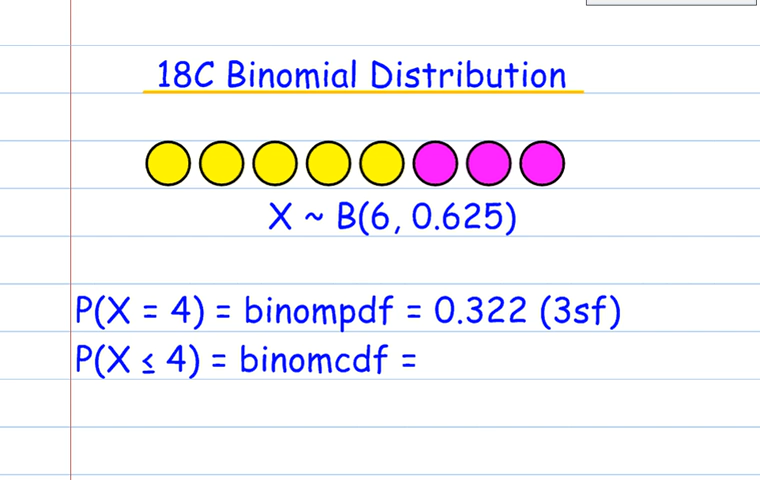 18C Binomial Distribution
X ~ B(6, 0.625)
P(X = 4) = binompdf = 0.322 (3sf)
P(X ≤ 4) = binomcdf =